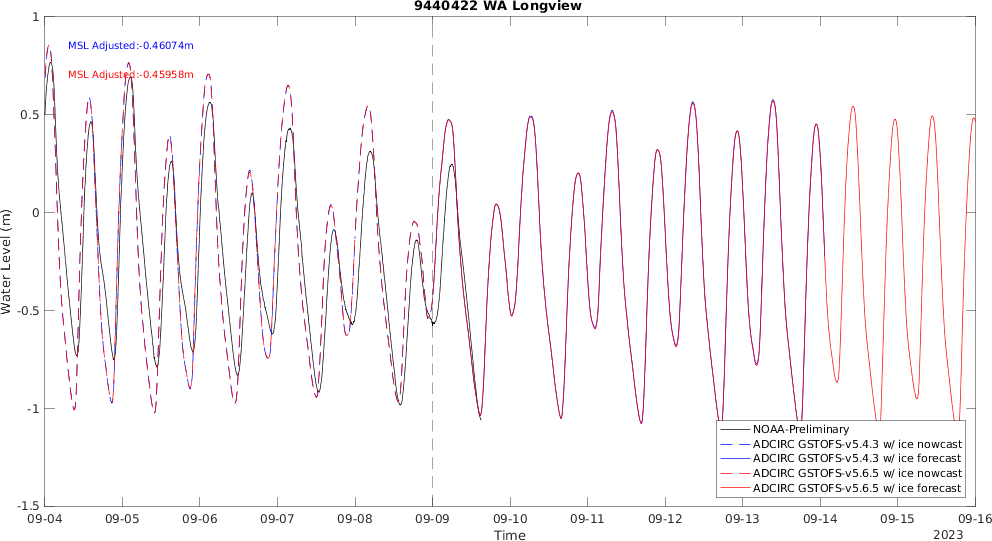 9440422 WA Longview
MSL Adjusted:-0.46074m
MSL Adjusted:-0.45958m
Water Level (m)
1
0.5
0
-0.5
-1
-1.5
NOAA-Preliminary
ADCIRC GSTOFS-v5.4.3 w/ ice nowcast
ADCIRC GSTOFS-v5.4.3 w/ ice forecast
ADCIRC GSTOFS-v5.6.5 w/ ice nowcast
ADCIRC GSTOFS-v5.6.5 w/ ice forecast
09-04 09-05 09-06 09-07 09-08 09-09 09-10 09-11 09-12 09-13 09-14 09-15 09-16
Time
2023